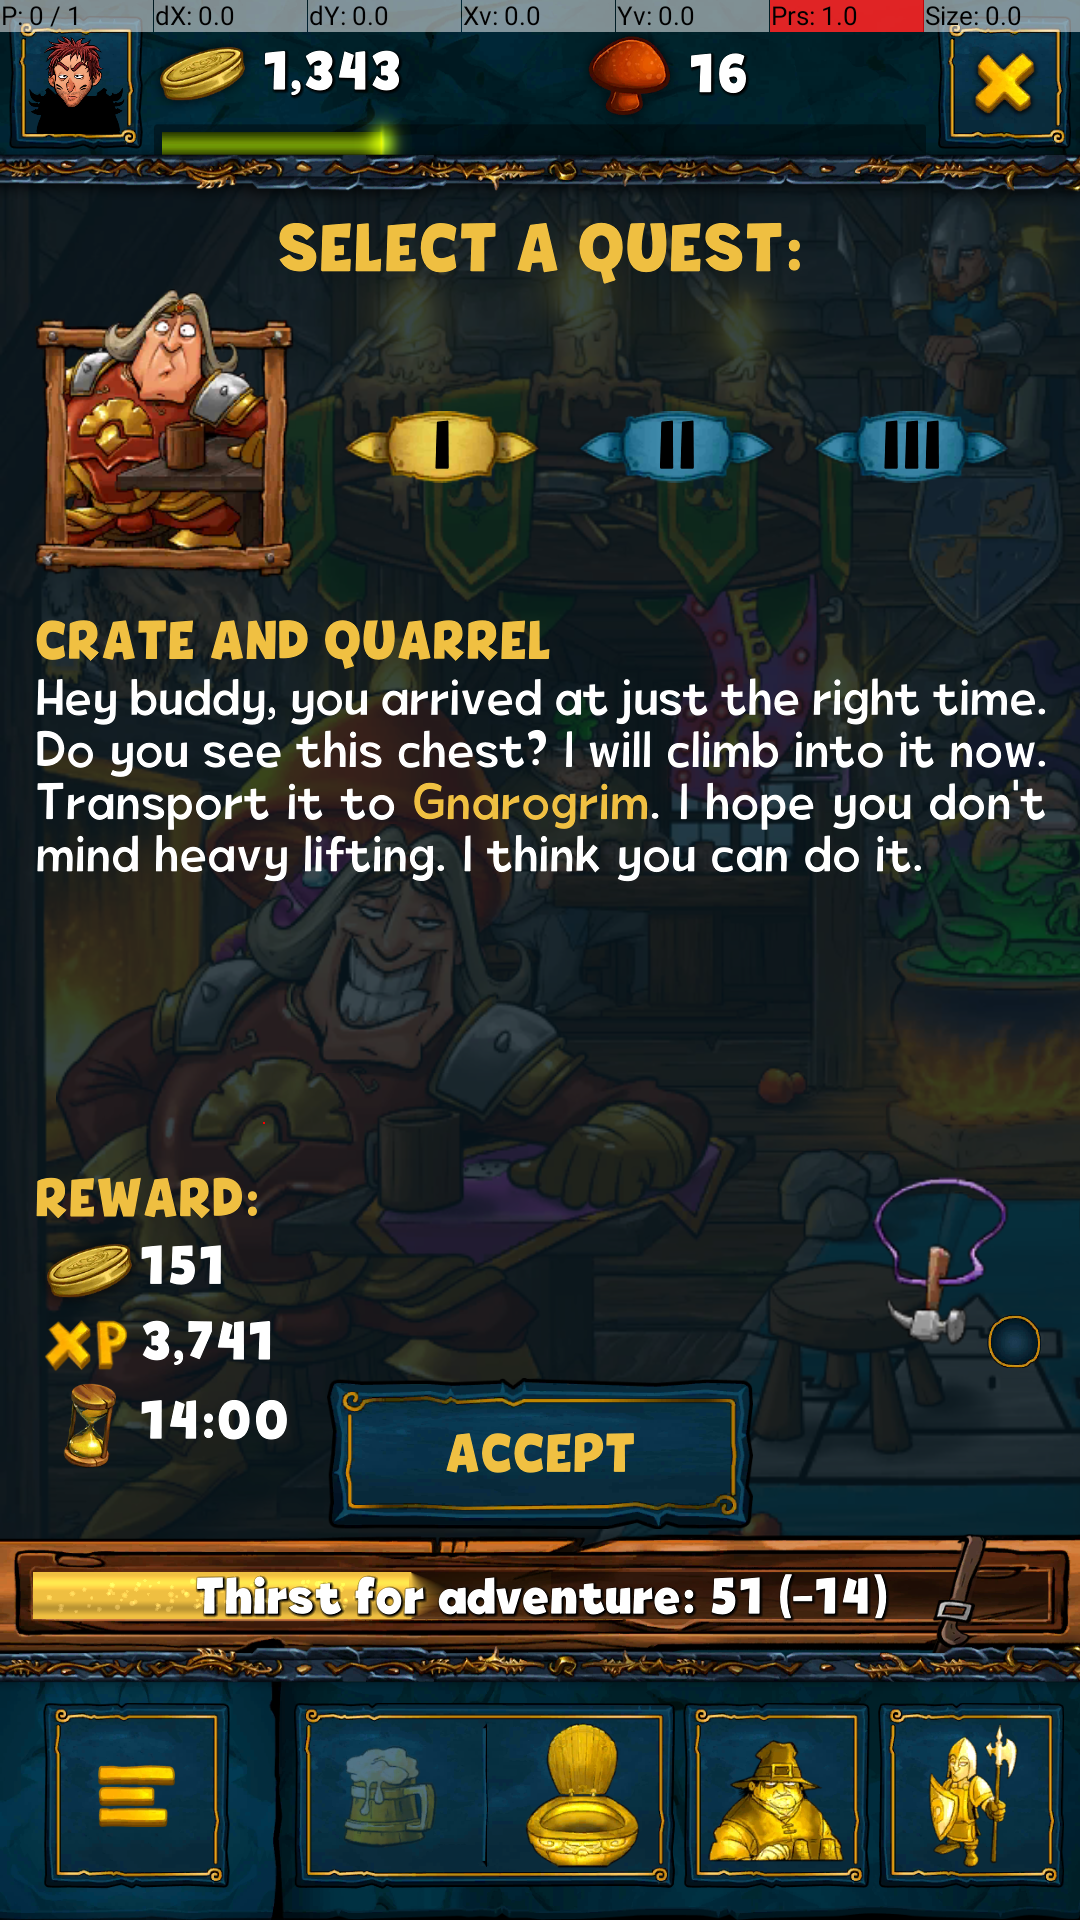 P: 0 / 1 dX: 0.0 dY: 0.0 Xv: 0.0 Yv: 0.0 Prs: 1.0 Size: 0.0
1,343 16
SELECT A QUEST:
I II III
CRATE AND QUARREL
Hey buddy, you arrived at just the right time.
Do you see this chest? I will climb into it now.
Transport it to Gnarogrim. I hope you don't
mind heavy lifting. I think you can do it.
REWARD:
151
XP 3,741
14:00
ACCEPT
Thirst for adventure: 51 (-14)